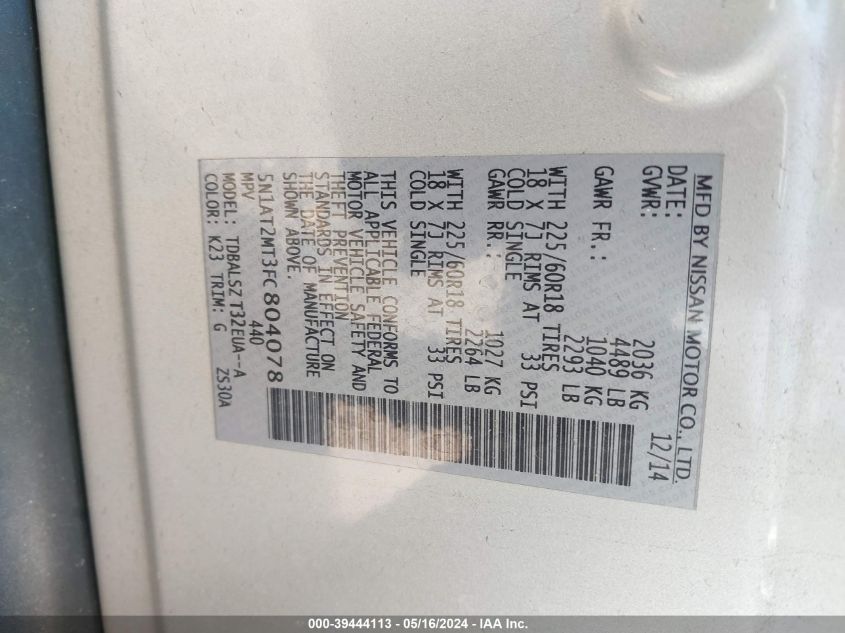 MFD BY NISSAN MOTOR CO., LTD.
DATE: 12/14
GVWR: 2036 KG
4489 LB
GAWR FR.: 1040 KG
2293 LB
WITH 225/60R18 TIRES
18 X 7J RIMS AT 33 PSI
COLD SINGLE
GAWR RR.: 1027 KG
2264 LB
WITH 225/60R18 TIRES
18 X 7J RIMS AT 33 PSI
COLD SINGLE
THIS VEHICLE CONFORMS TO
ALL APPLICABLE FEDERAL
MOTOR VEHICLE SAFETY AND
THEFT PREVENTION
STANDARDS IN EFFECT ON
THE DATE OF MANUFACTURE
SHOWN ABOVE.
5N1AT2MT3FC804078
MPV 440
MODEL: TDBALSZ T32EUA--A
COLOR: K23 TRIM: G 2S30A
000-39444113 - 05/16/2024 - IAA Inc.